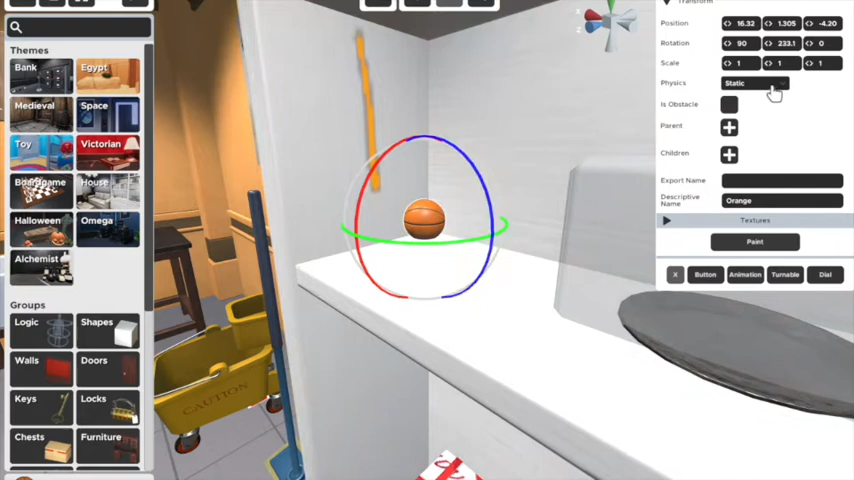 Themes
Bank
Egypt
Medieval
Space
Toy
Victorian
Boardgame
House
Halloween
Omega
Alchemist
Groups
Logic
Shapes
Walls
Doors
Keys
Locks
Chests
Furniture
CAUTION
X
Z
Transform
Position 16.32 1.305 -4.20
Rotation 90 233.1 0
Scale 1 1 1
Physics Static
Is Obstacle
Parent
Children
Export Name
Descriptive Name Orange
Textures
Paint
X Button Animation Turnable Dial